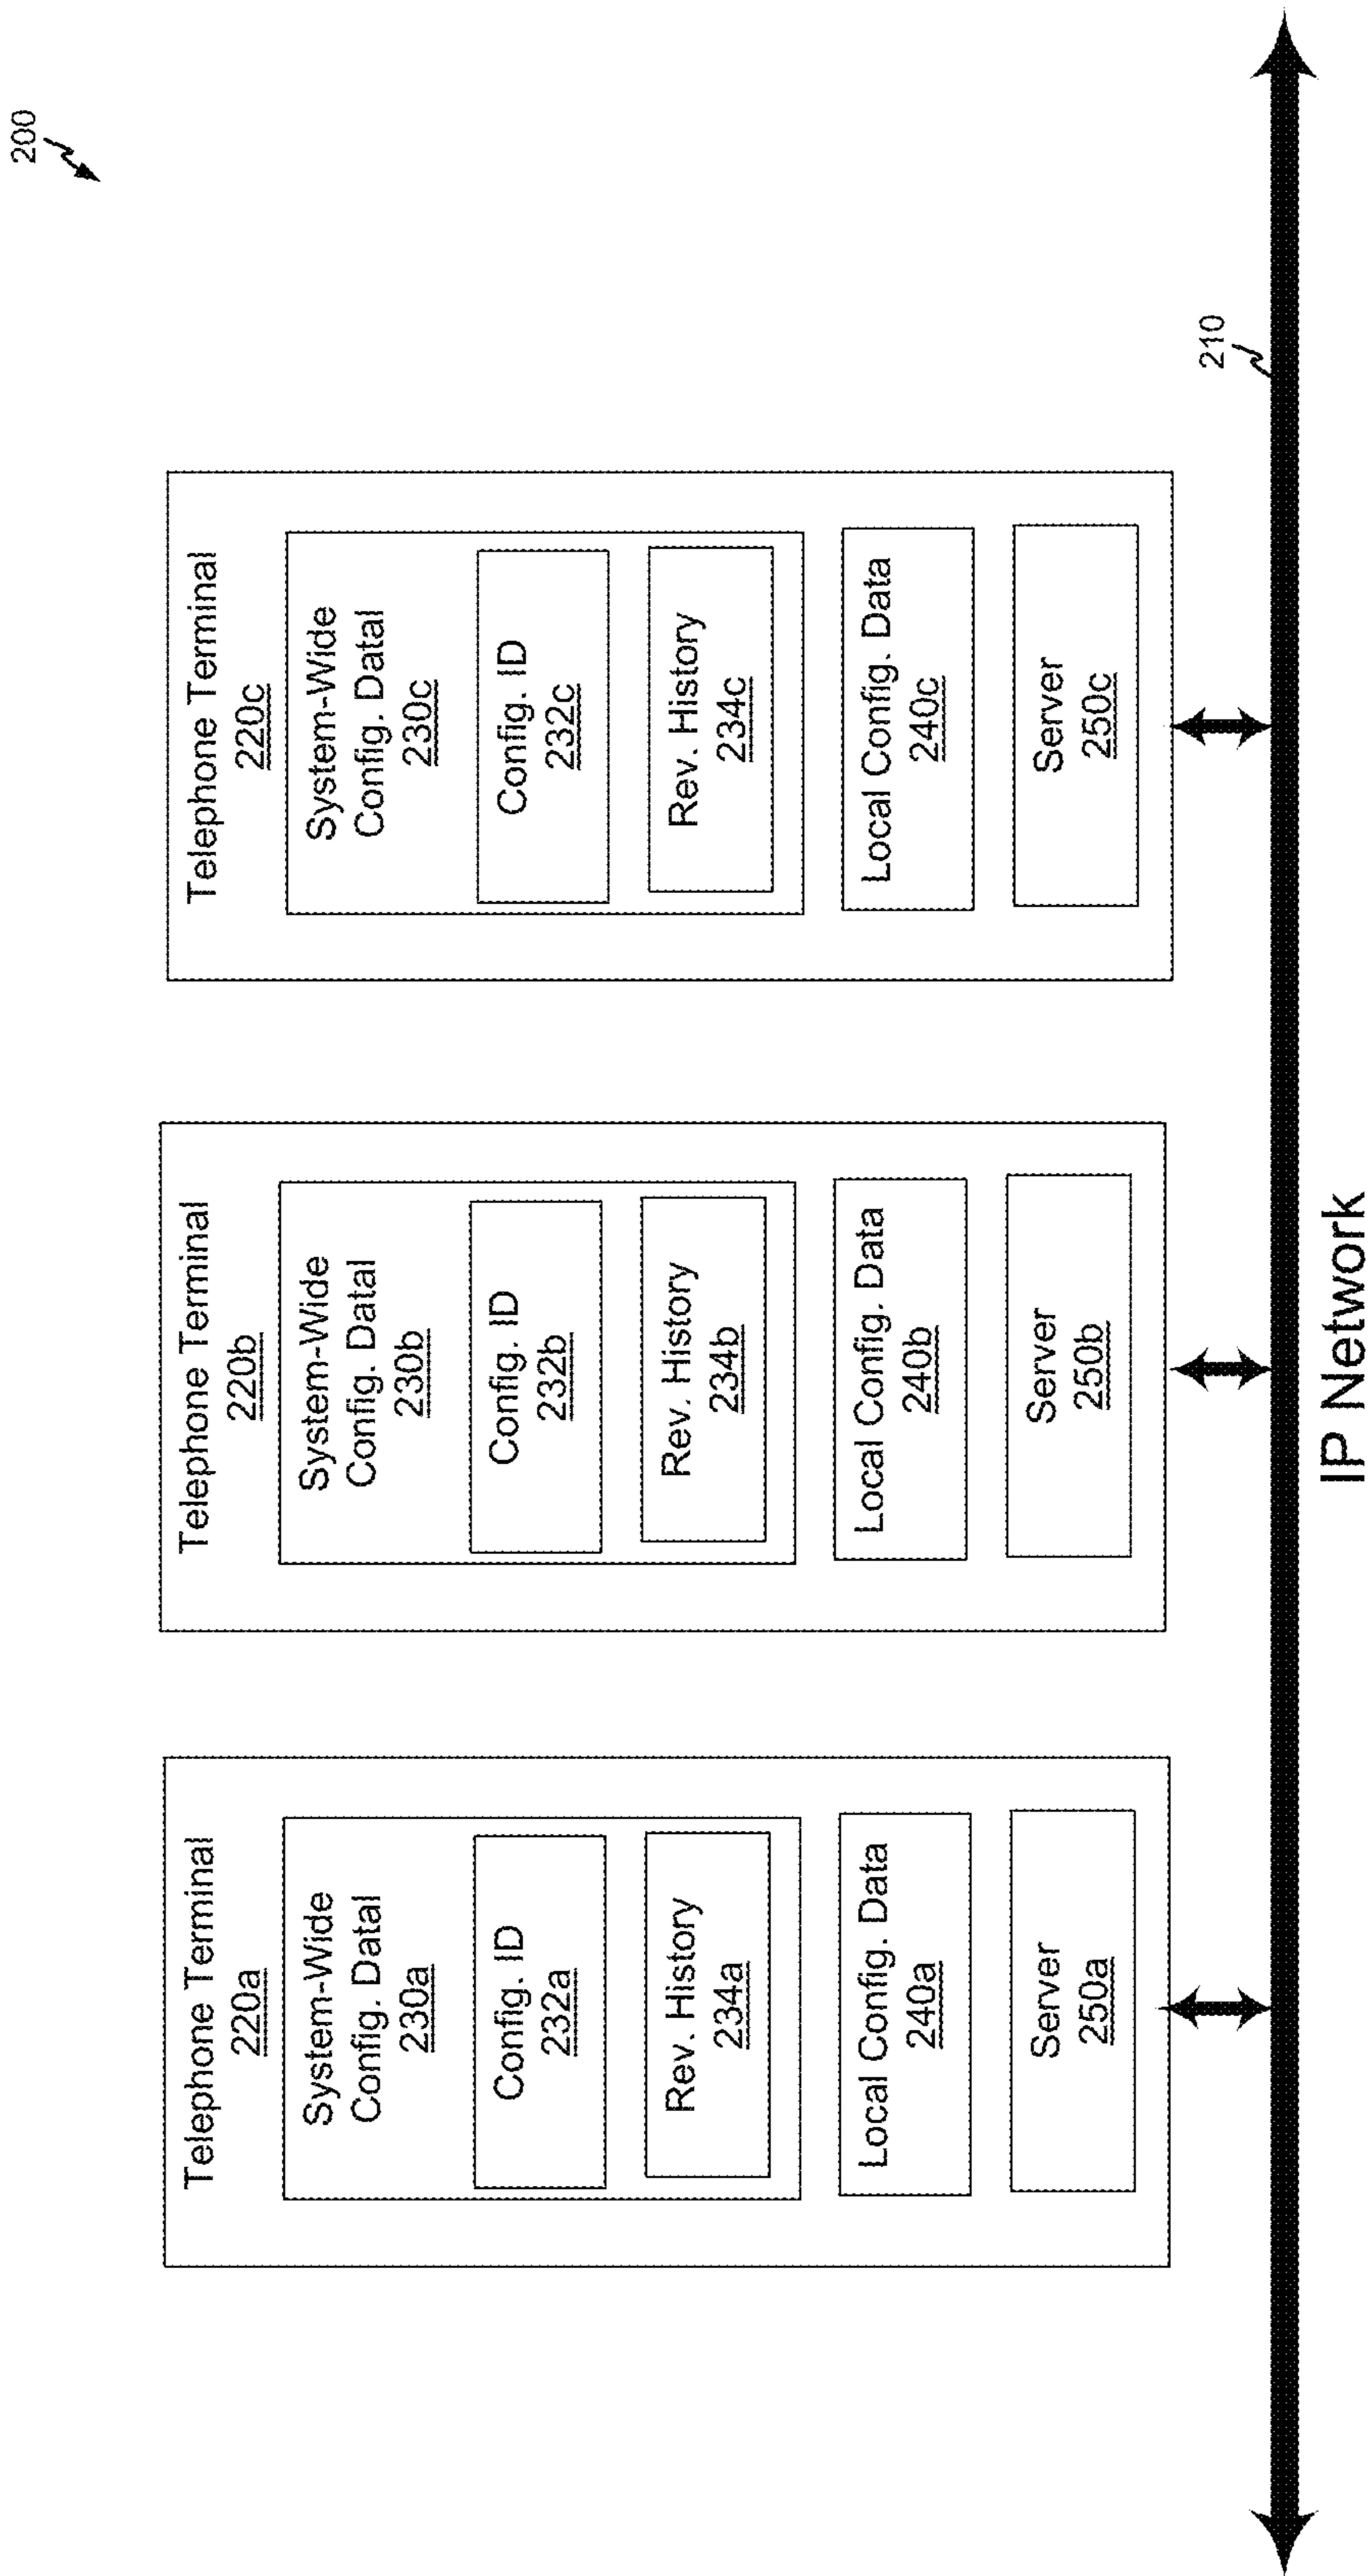 200
Telephone Terminal
220a
System-Wide
Config. Datal
230a
Config. ID
232a
Rev. History
234a
Local Config. Data
240a
Server
250a
Telephone Terminal
220b
System-Wide
Config. Datal
230b
Config. ID
232b
Rev. History
234b
Local Config. Data
240b
Server
250b
Telephone Terminal
220c
System-Wide
Config. Datal
230c
Config. ID
232c
Rev. History
234c
Local Config. Data
240c
Server
250c
210
IP Network